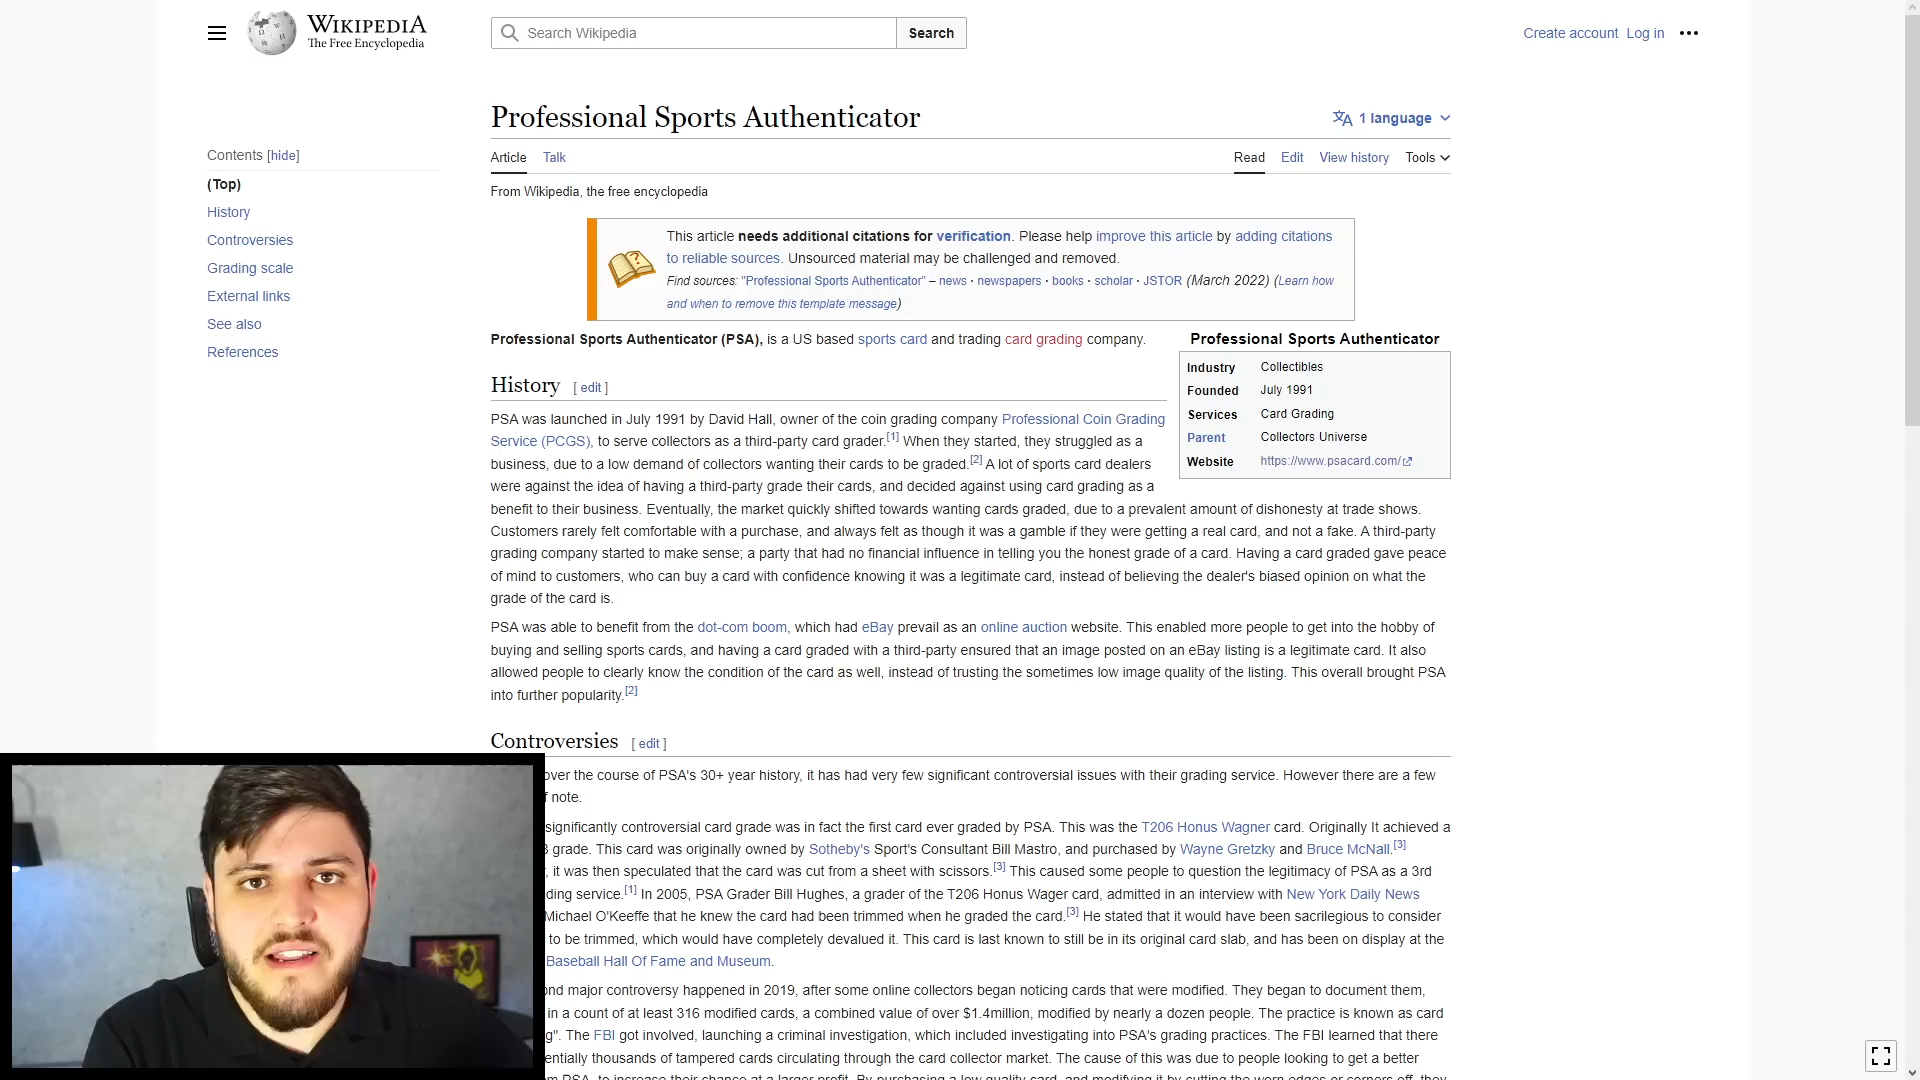 WIKIPEDIA
The Free Encyclopedia
Search Wikipedia
Search
Create account Log in
Professional Sports Authenticator
1 language
Contents [hide]
(Top)
History
Controversies
Grading scale
External links
See also
References
Article Talk
Read Edit View history Tools
From Wikipedia, the free encyclopedia
This article needs additional citations for verification. Please help improve this article by adding citations
to reliable sources. Unsourced material may be challenged and removed.
Find sources: "Professional Sports Authenticator" – news · newspapers · books · scholar · JSTOR (March 2022) (Learn how
and when to remove this template message)
Professional Sports Authenticator (PSA), is a US based sports card and trading card grading company.
Professional Sports Authenticator
Industry Collectibles
Founded July 1991
Services Card Grading
Parent Collectors Universe
Website https://www.psacard.com/
History [ edit ]
PSA was launched in July 1991 by David Hall, owner of the coin grading company Professional Coin Grading
Service (PCGS), to serve collectors as a third-party card grader.[1] When they started, they struggled as a
business, due to a low demand of collectors wanting their cards to be graded.[2] A lot of sports card dealers
were against the idea of having a third-party grade their cards, and decided against using card grading as a
benefit to their business. Eventually, the market quickly shifted towards wanting cards graded, due to a prevalent amount of dishonesty at trade shows.
Customers rarely felt comfortable with a purchase, and always felt as though it was a gamble if they were getting a real card, and not a fake. A third-party
grading company started to make sense; a party that had no financial influence in telling you the honest grade of a card. Having a card graded gave peace
of mind to customers, who can buy a card with confidence knowing it was a legitimate card, instead of believing the dealer's biased opinion on what the
grade of the card is.
PSA was able to benefit from the dot-com boom, which had eBay prevail as an online auction website. This enabled more people to get into the hobby of
buying and selling sports cards, and having a card graded with a third-party ensured that an image posted on an eBay listing is a legitimate card. It also
allowed people to clearly know the condition of the card as well, instead of trusting the sometimes low image quality of the listing. This overall brought PSA
into further popularity.[2]
Controversies [ edit ]
over the course of PSA's 30+ year history, it has had very few significant controversial issues with their grading service. However there are a few
f note.
significantly controversial card grade was in fact the first card ever graded by PSA. This was the T206 Honus Wagner card. Originally It achieved a
8 grade. This card was originally owned by Sotheby's Sport's Consultant Bill Mastro, and purchased by Wayne Gretzky and Bruce McNall.[3]
, it was then speculated that the card was cut from a sheet with scissors.[3] This caused some people to question the legitimacy of PSA as a 3rd
ding service.[1] In 2005, PSA Grader Bill Hughes, a grader of the T206 Honus Wager card, admitted in an interview with New York Daily News
Michael O'Keeffe that he knew the card had been trimmed when he graded the card.[3] He stated that it would have been sacrilegious to consider
to be trimmed, which would have completely devalued it. This card is last known to still be in its original card slab, and has been on display at the
Baseball Hall Of Fame and Museum.
ond major controversy happened in 2019, after some online collectors began noticing cards that were modified. They began to document them,
in a count of at least 316 modified cards, a combined value of over $1.4million, modified by nearly a dozen people. The practice is known as card
g". The FBI got involved, launching a criminal investigation, which included investigating into PSA's grading practices. The FBI learned that there
entially thousands of tampered cards circulating through the card collector market. The cause of this was due to people looking to get a better
m PSA, to increase their chance at a larger profit. By purchasing a low quality card, and modifying it by cutting the worn edges or corners off, they